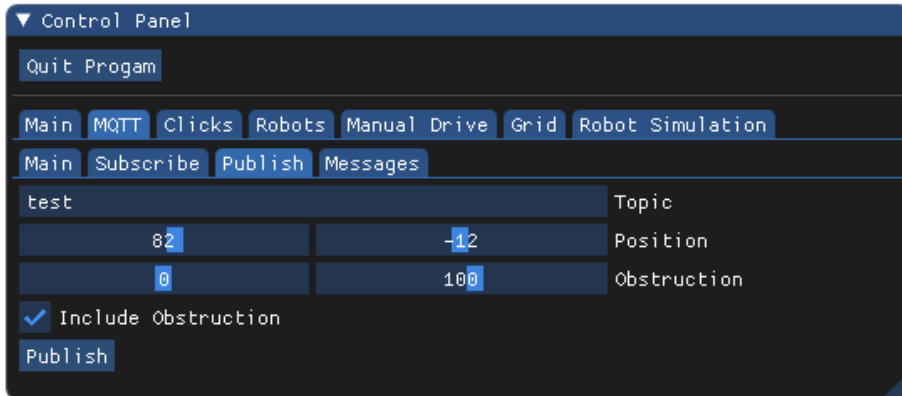 Control Panel
Quit Progam
Main MQTT Clicks Robots Manual Drive Grid Robot Simulation
Main Subscribe Publish Messages
test Topic
82 -12 Position
0 100 Obstruction
Include Obstruction
Publish